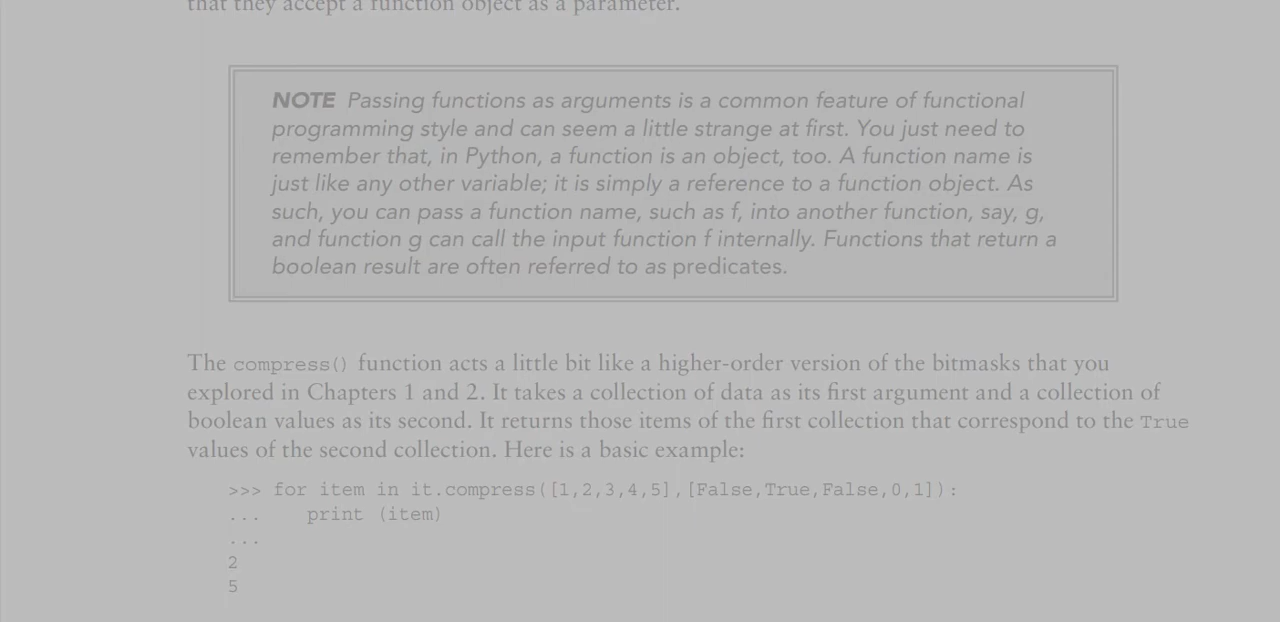 that they accept a function object as a parameter.
NOTE Passing functions as arguments is a common feature of functional
programming style and can seem a little strange at first. You just need to
remember that, in Python, a function is an object, too. A function name is
just like any other variable; it is simply a reference to a function object. As
such, you can pass a function name, such as f, into another function, say, g,
and function g can call the input function f internally. Functions that return a
boolean result are often referred to as predicates.
The compress() function acts a little bit like a higher-order version of the bitmasks that you
explored in Chapters 1 and 2. It takes a collection of data as its first argument and a collection of
boolean values as its second. It returns those items of the first collection that correspond to the True
values of the second collection. Here is a basic example:
>>> for item in it.compress([1,2,3,4,5],[False,True,False,0,1]):
...    print (item)
...
2
5